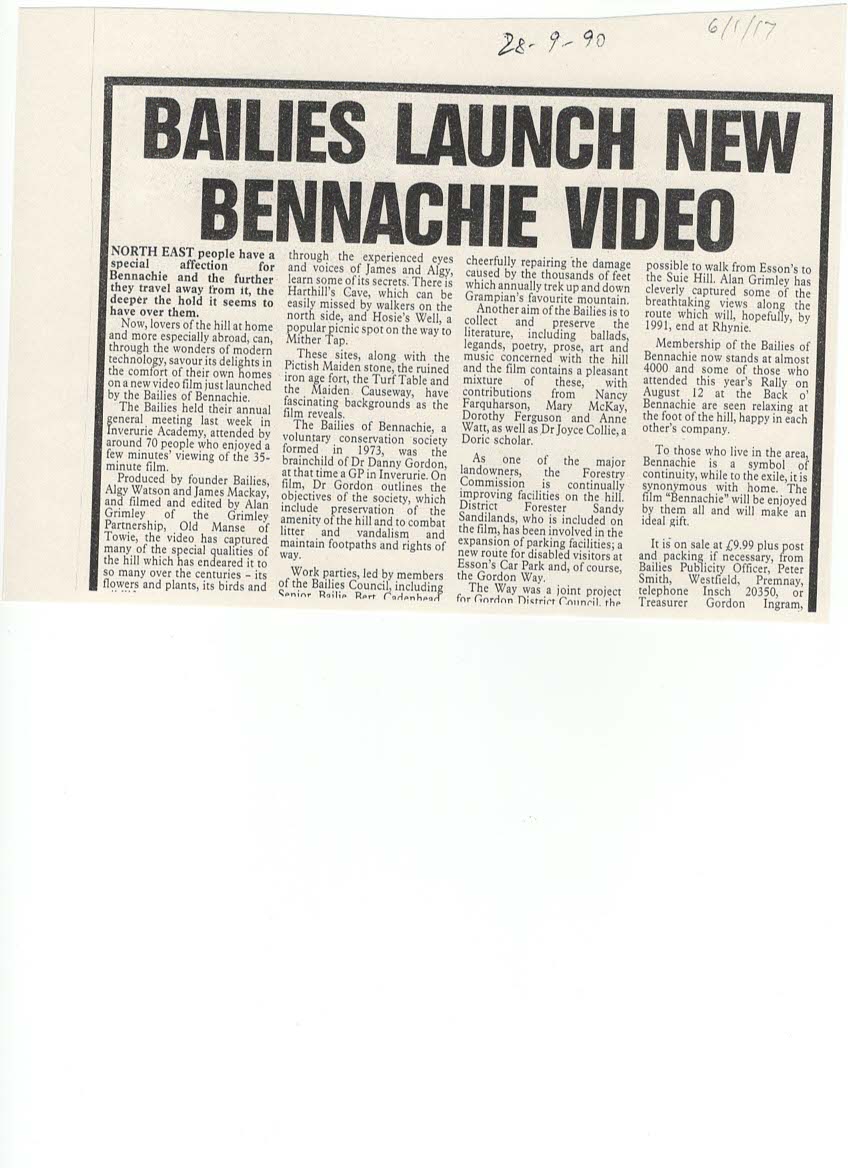 28-9-90
6/1/17
BAILIES LAUNCH NEW
BENNACHIE VIDEO
NORTH EAST people have a
special affection for
Bennachie and the further
they travel away from it, the
deeper the hold it seems to
have over them.
Now, lovers of the hill at home
and more especially abroad, can,
through the wonders of modern
technology, savour its delights in
the comfort of their own homes
on a new video film just launched
by the Bailies of Bennachie.
The Bailies held their annual
general meeting last week in
Inverurie Academy, attended by
around 70 people who enjoyed a
few minutes' viewing of the 35-
minute film.
Produced by founder Bailies,
Algy Watson and James Mackay,
and filmed and edited by Alan
Grimley of the Grimley
Partnership, Old Manse of
Towie, the video has captured
many of the special qualities of
the hill which has endeared it to
so many over the centuries – its
flowers and plants, its birds and
through the experienced eyes
and voices of James and Algy,
learn some of its secrets. There is
Harthill's Cave, which can be
easily missed by walkers on the
north side, and Hosie's Well, a
popular picnic spot on the way to
Mither Tap.
These sites, along with the
Pictish Maiden stone, the ruined
iron age fort, the Turf Table and
the Maiden Causeway, have
fascinating backgrounds as the
film reveals.
The Bailies of Bennachie, a
voluntary conservation society
formed in 1973, was the
brainchild of Dr Danny Gordon,
at that time a GP in Inverurie. On
film, Dr Gordon outlines the
objectives of the society, which
include preservation of the
amenity of the hill and to combat
litter and vandalism and
maintain footpaths and rights of
way.
Work parties, led by members
of the Bailies Council, including
Senior Bailie Bert Cadenhead
cheerfully repairing the damage
caused by the thousands of feet
which annually trek up and down
Grampian's favourite mountain.
Another aim of the Bailies is to
collect and preserve the
literature, including ballads,
legands, poetry, prose, art and
music concerned with the hill
and the film contains a pleasant
mixture of these, with
contributions from Nancy
Farquharson, Mary McKay,
Dorothy Ferguson and Anne
Watt, as well as Dr Joyce Collie, a
Doric scholar.
As one of the major
landowners, the Forestry
Commission is continually
improving facilities on the hill.
District Forester Sandy
Sandilands, who is included on
the film, has been involved in the
expansion of parking facilities; a
new route for disabled visitors at
Esson's Car Park and, of course,
the Gordon Way.
The Way was a joint project
for Gordon District Council, the
possible to walk from Esson's to
the Suie Hill. Alan Grimley has
cleverly captured some of the
breathtaking views along the
route which will, hopefully, by
1991, end at Rhynie.
Membership of the Bailies of
Bennachie now stands at almost
4000 and some of those who
attended this year's Rally on
August 12 at the Back o'
Bennachie are seen relaxing at
the foot of the hill, happy in each
other's company.
To those who live in the area,
Bennachie is a symbol of
continuity, while to the exile, it is
synonymous with home. The
film "Bennachie" will be enjoyed
by them all and will make an
ideal gift.
It is on sale at £9.99 plus post
and packing if necessary, from
Bailies Publicity Officer, Peter
Smith, Westfield, Premnay,
telephone Insch 20350, or
Treasurer Gordon Ingram,